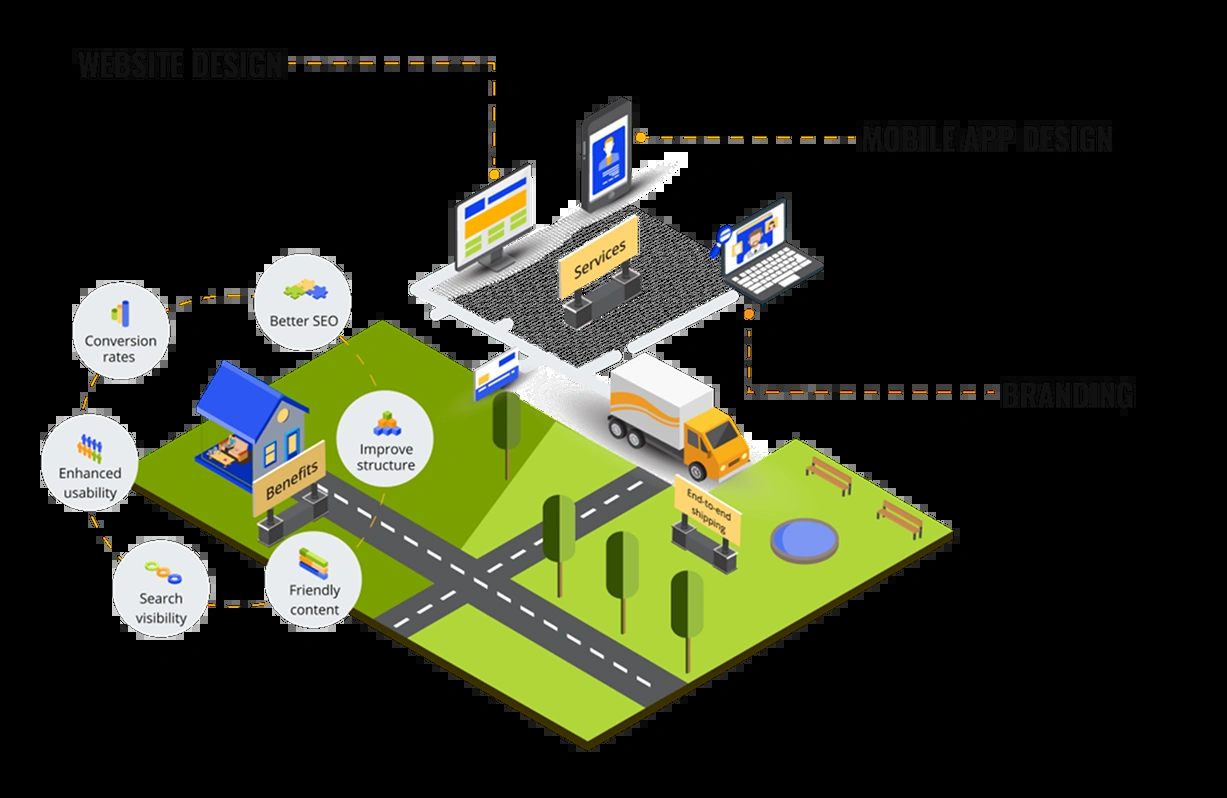 WEBSITE DESIGN
MOBILE APP DESIGN
Services
BRANDING
Better SEO
Conversion
rates
Improve
structure
Enhanced
usability
Benefits
End-to-end
shipping
Friendly
content
Search
visibility